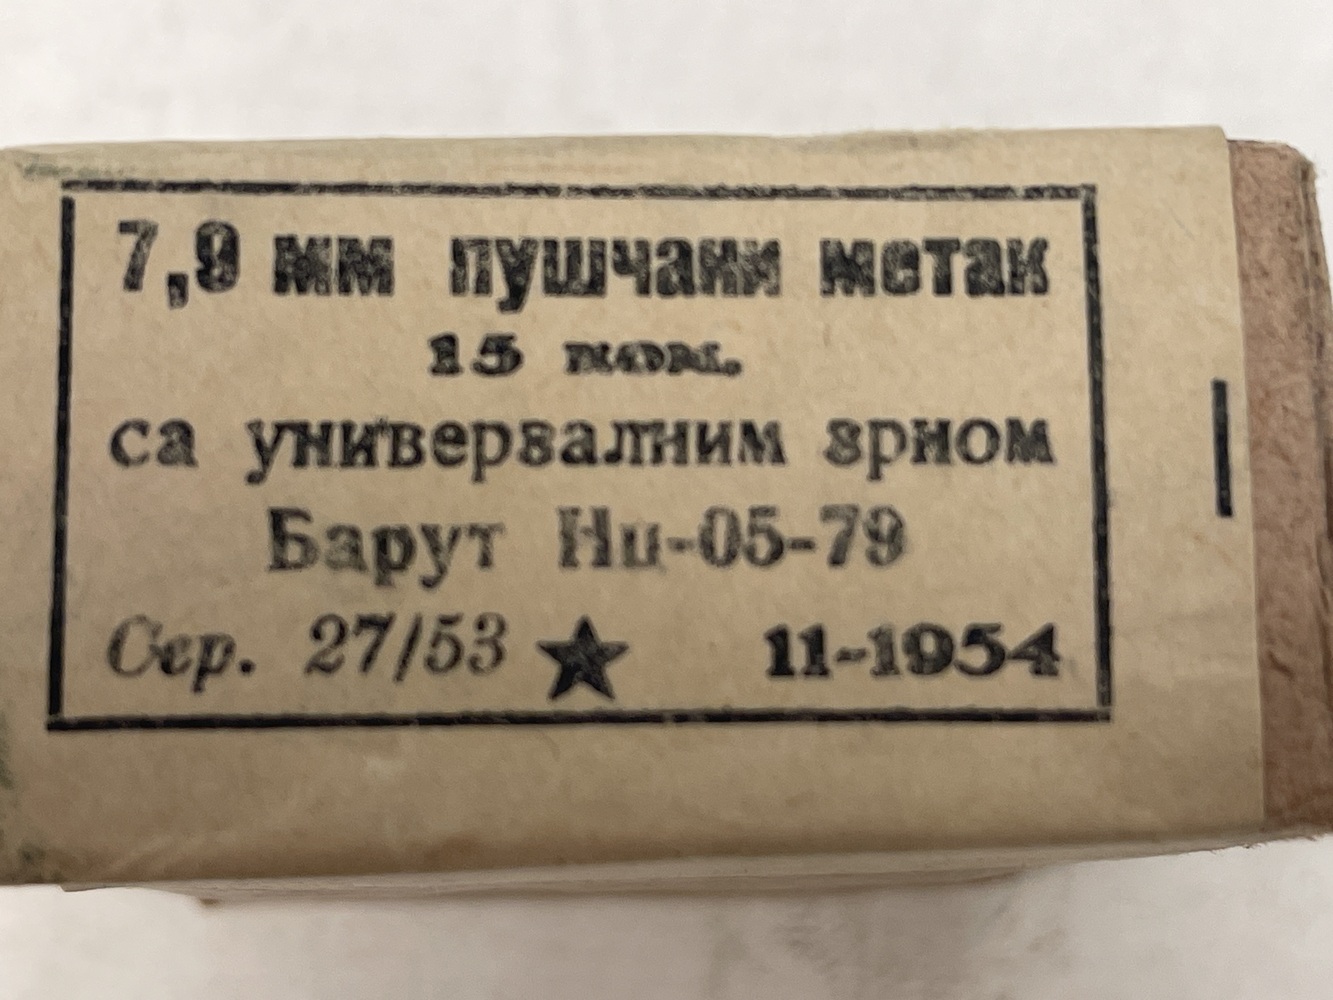 7,9 мм пушчани метак
15 ком.
са универзалним зрном
Барут Нц-05-79
Сер. 27/53 ★ 11-1954